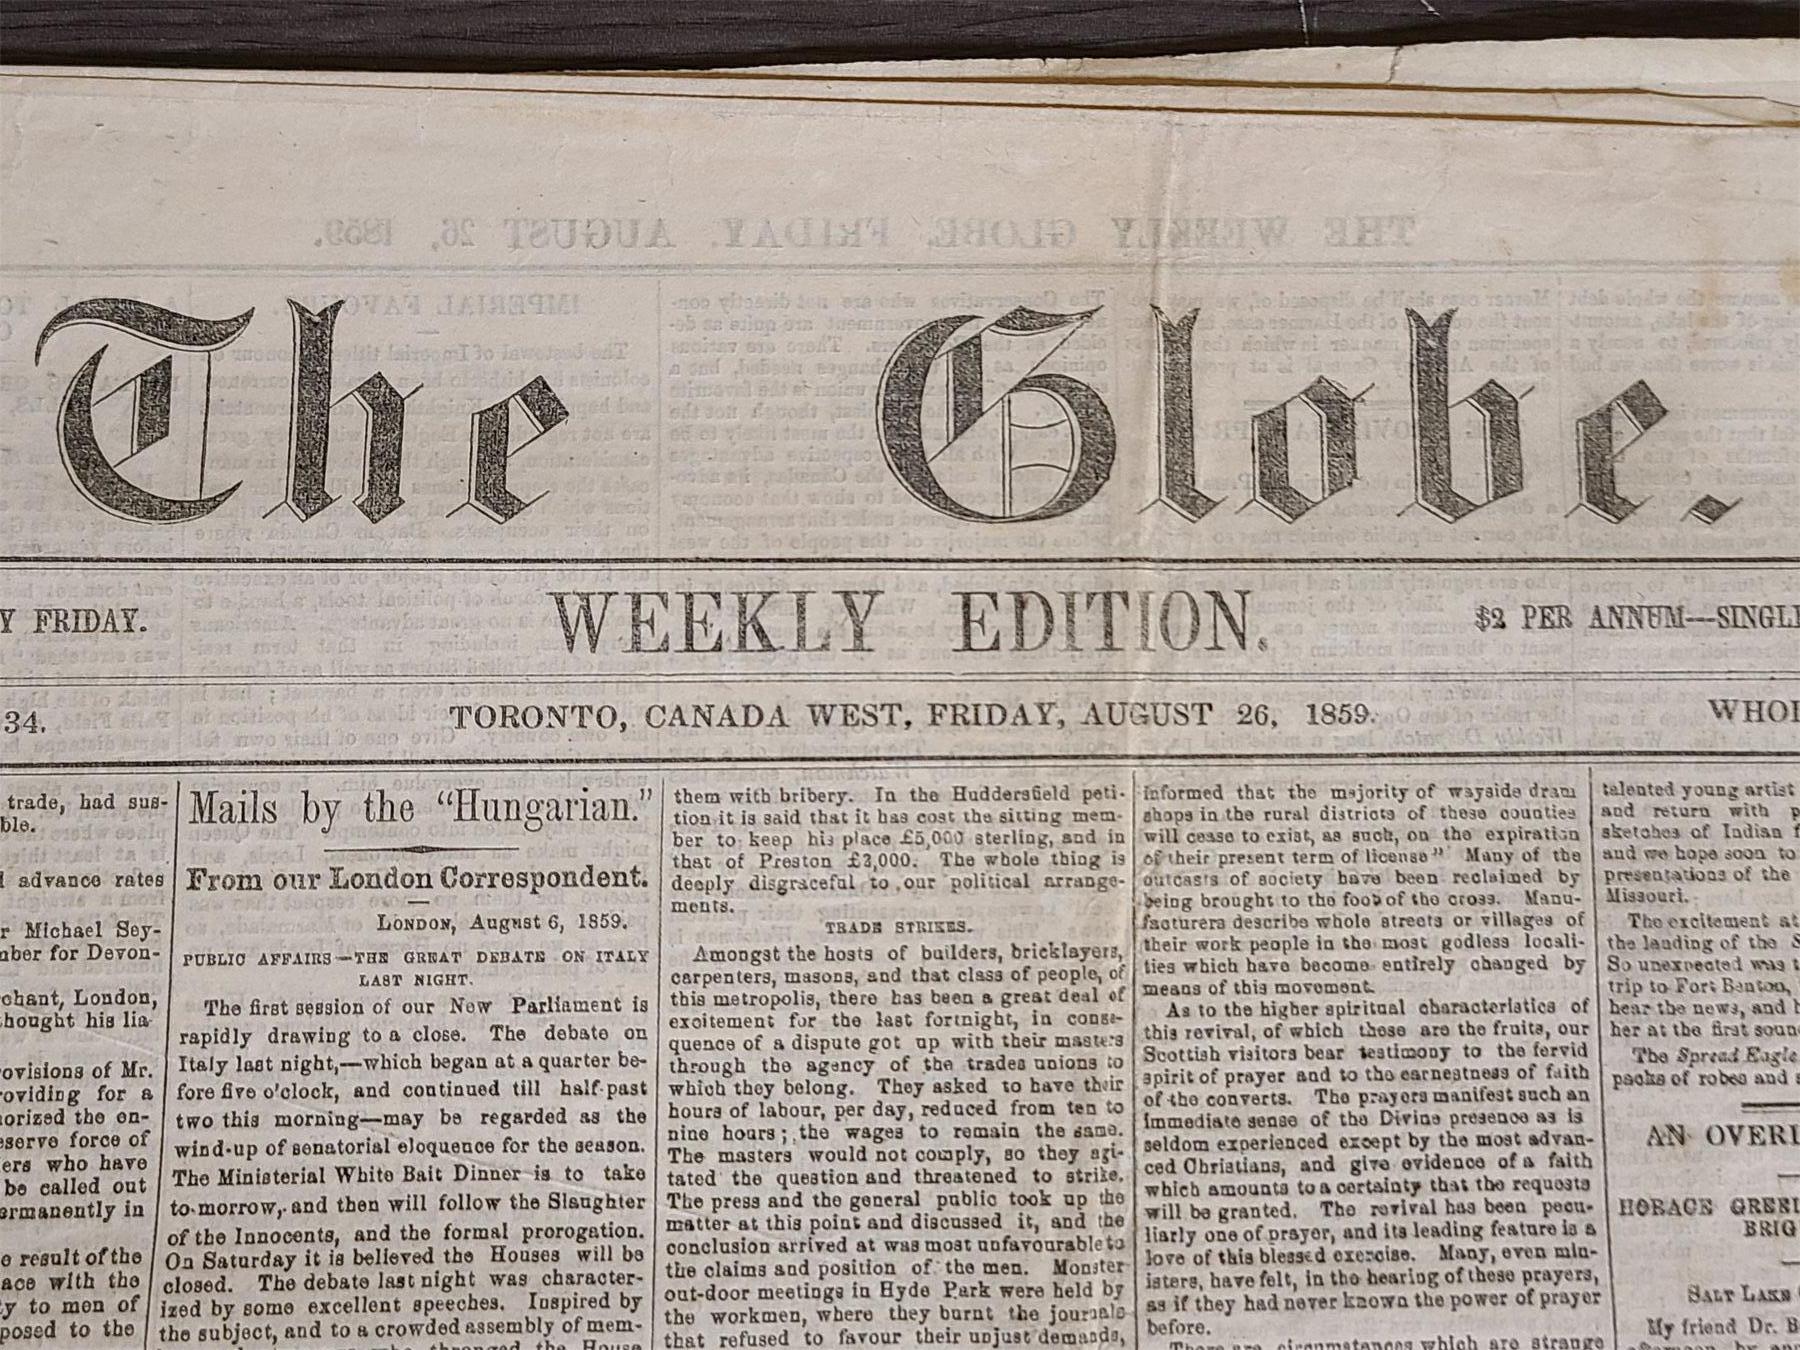 The Globe.
Y FRIDAY.
WEEKLY EDITION.
$2 PER ANNUM—SINGL
34.
TORONTO, CANADA WEST, FRIDAY, AUGUST 26, 1859.
WHOL
trade, had sus-
ble.
advance rates
r Michael Sey-
mber for Devon-
chant, London,
thought his lia-
rovisions of Mr.
roviding for a
horized the en-
eserve force of
ers who have
be called out
ermanently in
e result of the
ace with the
ty to men of
posed to the
Mails by the "Hungarian."
From our London Correspondent.
LONDON, August 6, 1859.
PUBLIC AFFAIRS—THE GREAT DEBATE ON ITALY
LAST NIGHT.
The first session of our New Parliament is
rapidly drawing to a close. The debate on
Italy last night,—which began at a quarter be-
fore five o'clock, and continued till half-past
two this morning—may be regarded as the
wind-up of senatorial eloquence for the season.
The Ministerial White Bait Dinner is to take
to-morrow, and then will follow the Slaughter
of the Innocents, and the formal prorogation.
On Saturday it is believed the Houses will be
closed. The debate last night was character-
ized by some excellent speeches. Inspired by
the subject, and to a crowded assembly of mem-
who thronged the House
them with bribery. In the Huddersfield peti-
tion it is said that it has cost the sitting mem-
ber to keep his place £5,000 sterling, and in
that of Preston £3,000. The whole thing is
deeply disgraceful to our political arrange-
ments.
TRADE STRIKES.
Amongst the hosts of builders, bricklayers,
carpenters, masons, and that class of people, of
this metropolis, there has been a great deal of
excitement for the last fortnight, in conse-
quence of a dispute got up with their masters
through the agency of the trades unions to
which they belong. They asked to have their
hours of labour, per day, reduced from ten to
nine hours; the wages to remain the same.
The masters would not comply, so they agi-
tated the question and threatened to strike.
The press and the general public took up the
matter at this point and discussed it, and the
conclusion arrived at was most unfavourable to
the claims and position of the men. Monster
out-door meetings in Hyde Park were held by
the workmen, where they burnt the journals
that refused to favour their unjust demands,
informed that the majority of wayside dram
shops in the rural districts of these counties
will cease to exist, as such, on the expiration
of their present term of license" Many of the
outcasts of society have been reclaimed by
being brought to the foot of the cross. Manu-
facturers describe whole streets or villages of
their work people in the most godless locali-
ties which have become entirely changed by
means of this movement.
As to the higher spiritual characteristics of
this revival, of which these are the fruits, our
Scottish visitors bear testimony to the fervid
spirit of prayer and to the earnestness of faith
of the converts. The prayers manifest such an
immediate sense of the Divine presence as is
seldom experienced except by the most advan-
ced Christians, and give evidence of a faith
which amounts to a certainty that the requests
will be granted. The revival has been pecu-
liarly one of prayer, and its leading feature is a
love of this blessed exercise. Many, even min-
isters, have felt, in the hearing of these prayers,
as if they had never known the power of prayer
before.
There are circumstances which are strange
talented young artist
and return with p
sketches of Indian f
and we hope soon to
presentations of the
Missouri.
The excitement at
the landing of the S
So unexpected was t
trip to Fort Benton,
hear the news, and h
her at the first soun
The Spread Eagle
packs of robes and s
AN OVERL
HORACE GREEL
BRIG
SALT LAKE
My friend Dr. B